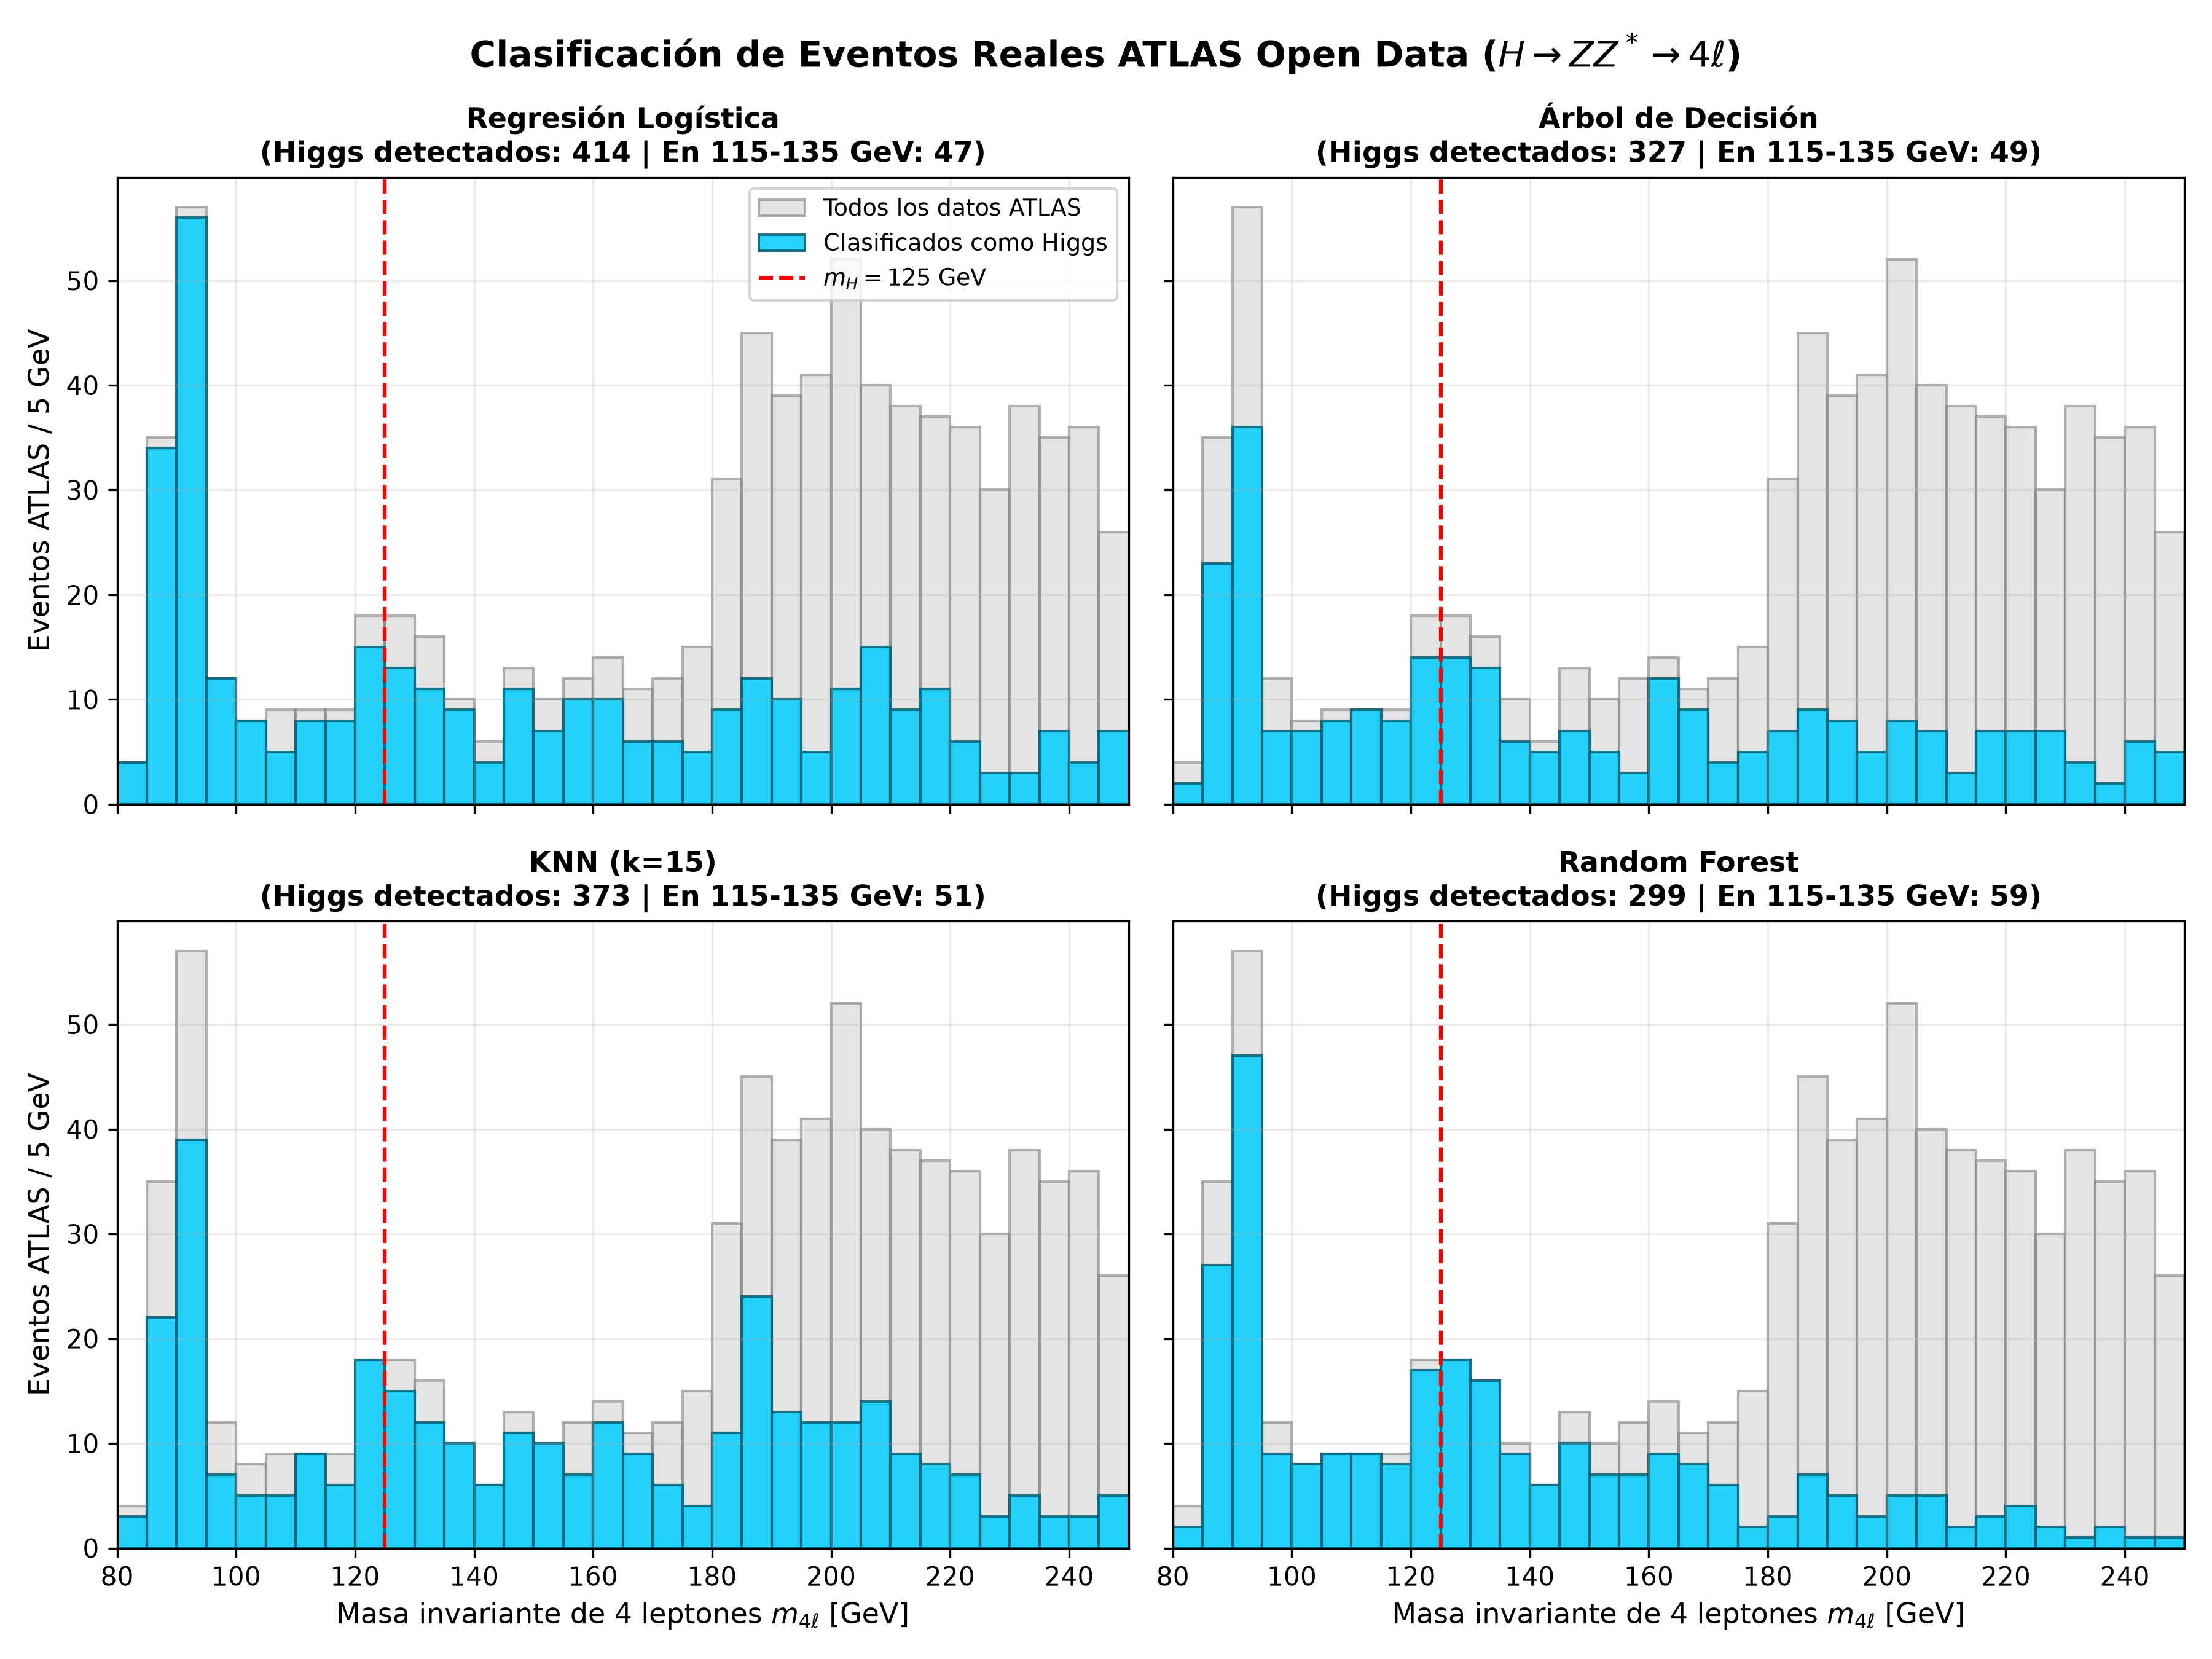 Clasificación de Eventos Reales ATLAS Open Data (H → ZZ* → 4ℓ)
Regresión Logística
(Higgs detectados: 414 | En 115-135 GeV: 47)
Todos los datos ATLAS
Clasificados como Higgs
m_H = 125 GeV
Eventos ATLAS / 5 GeV
50
40
30
20
10
0
Árbol de Decisión
(Higgs detectados: 327 | En 115-135 GeV: 49)
KNN (k=15)
(Higgs detectados: 373 | En 115-135 GeV: 51)
Eventos ATLAS / 5 GeV
50
40
30
20
10
0
80 100 120 140 160 180 200 220 240
Masa invariante de 4 leptones m_4ℓ [GeV]
Random Forest
(Higgs detectados: 299 | En 115-135 GeV: 59)
80 100 120 140 160 180 200 220 240
Masa invariante de 4 leptones m_4ℓ [GeV]